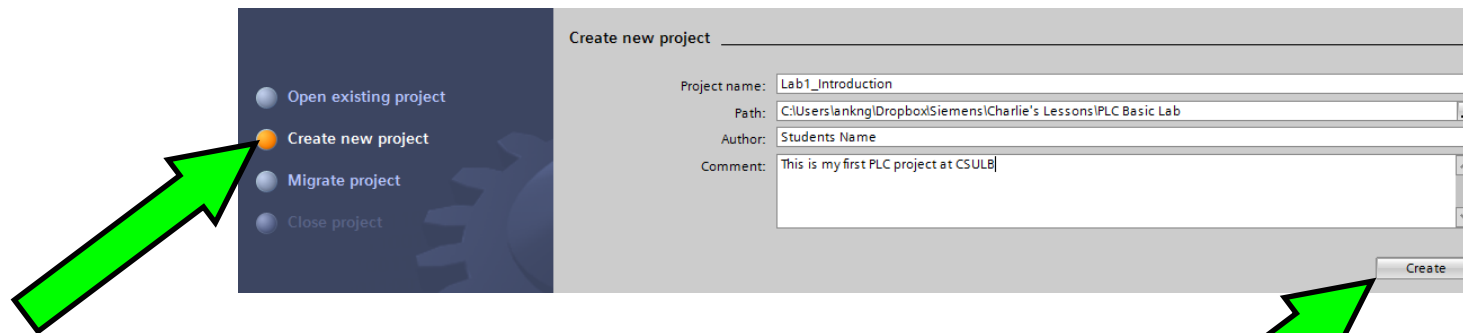 Open existing project
Create new project
Migrate project
Close project
Create new project
Project name: Lab1_Introduction
Path: C:\Users\ankng\Dropbox\Siemens\Charlie's Lessons\PLC Basic Lab
Author: Students Name
Comment: This is my first PLC project at CSULB
Create